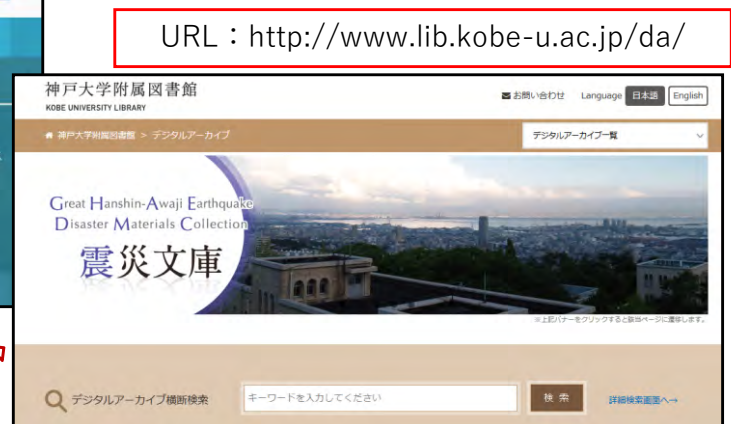 URL：http://www.lib.kobe-u.ac.jp/da/
神戸大学附属図書館
KOBE UNIVERSITY LIBRARY
お問い合わせ Language 日本語 English
神戸大学附属図書館 > デジタルアーカイブ
デジタルアーカイブ一覧
Great Hanshin-Awaji Earthquake
Disaster Materials Collection
震災文庫
※上記バナーをクリックすると該当ページに遷移します。
デジタルアーカイブ横断検索
キーワードを入力してください
検 索
詳細検索画面へ→